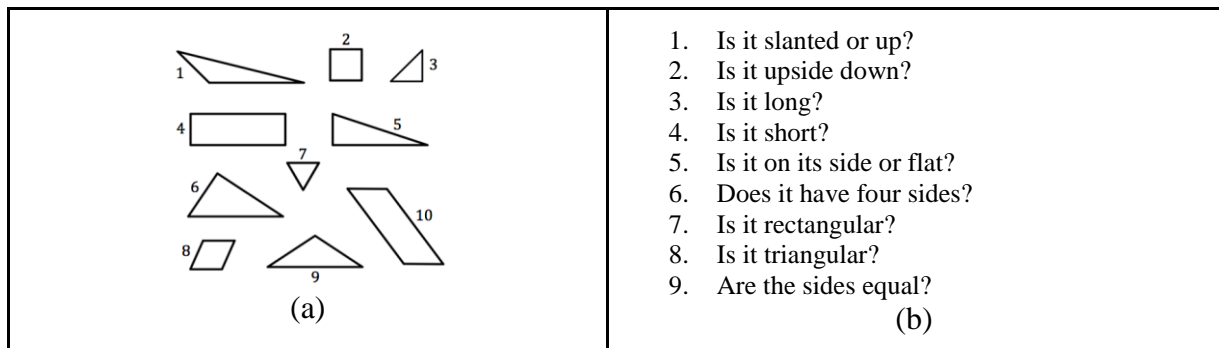 2
1
3
4
5
7
6
10
8
9
(a)
1. Is it slanted or up?
2. Is it upside down?
3. Is it long?
4. Is it short?
5. Is it on its side or flat?
6. Does it have four sides?
7. Is it rectangular?
8. Is it triangular?
9. Are the sides equal?
(b)